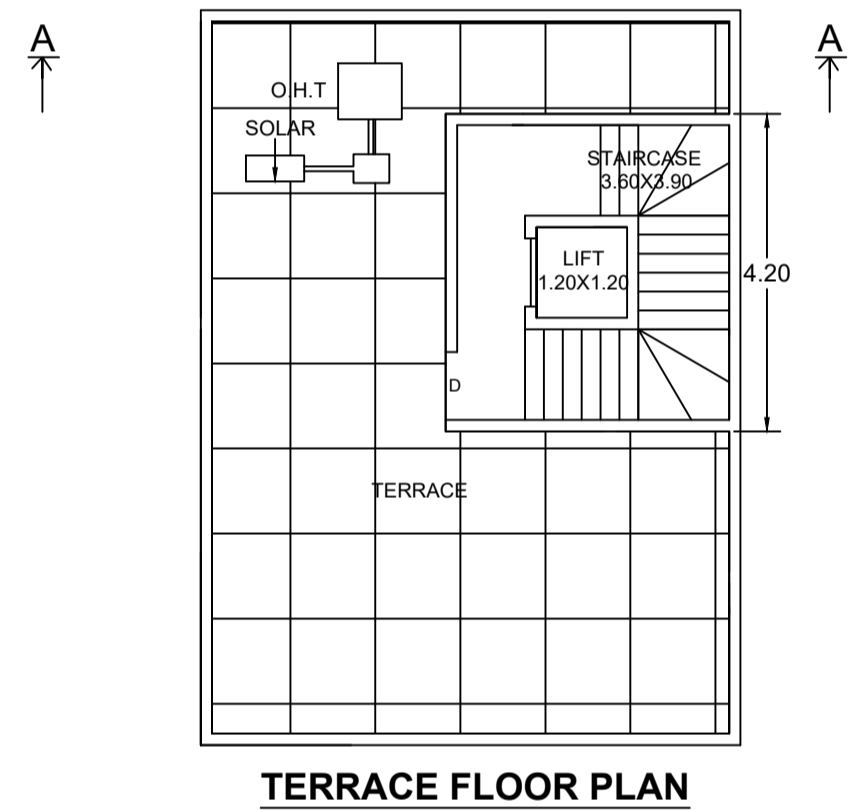 A
A
O.H.T
SOLAR
STAIRCASE
3.60X3.90
LIFT
1.20X1.20
4.20
D
TERRACE
TERRACE FLOOR PLAN